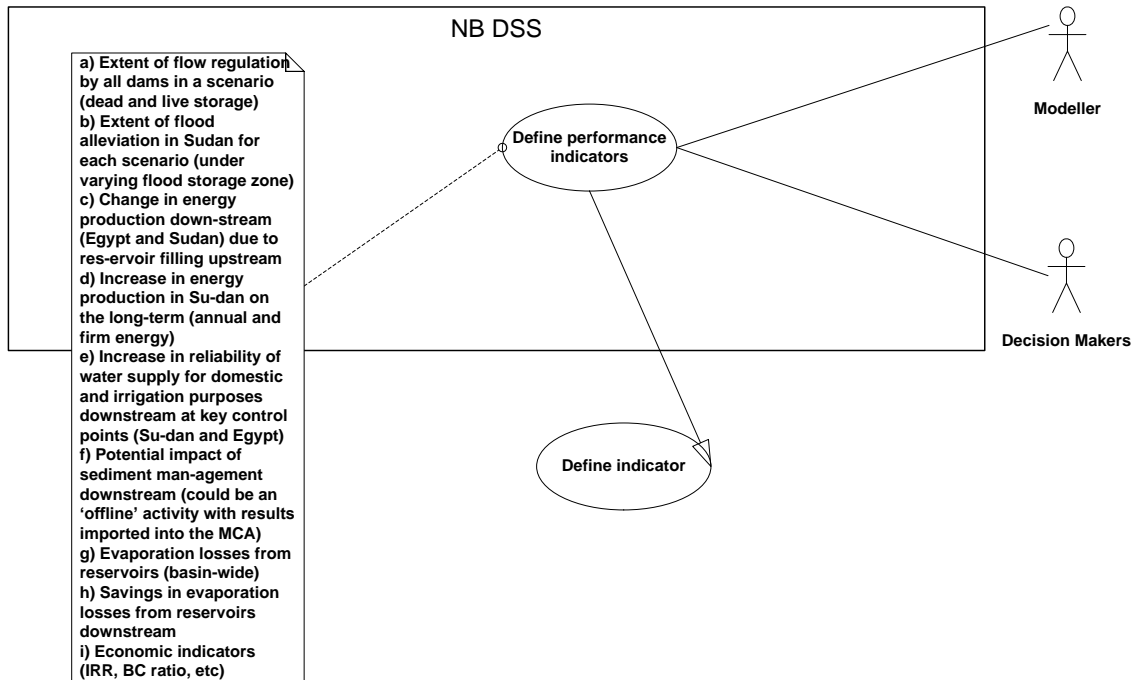 NB DSS
a) Extent of flow regulation
by all dams in a scenario
(dead and live storage)
b) Extent of flood
alleviation in Sudan for
each scenario (under
varying flood storage zone)
c) Change in energy
production down-stream
(Egypt and Sudan) due to
res-ervoir filling upstream
d) Increase in energy
production in Su-dan on
the long-term (annual and
firm energy)
e) Increase in reliability of
water supply for domestic
and irrigation purposes
downstream at key control
points (Su-dan and Egypt)
f) Potential impact of
sediment man-agement
downstream (could be an
‘offline’ activity with results
imported into the MCA)
g) Evaporation losses from
reservoirs (basin-wide)
h) Savings in evaporation
losses from reservoirs
downstream
i) Economic indicators
(IRR, BC ratio, etc)
Define performance
indicators
Define indicator
Modeller
Decision Makers